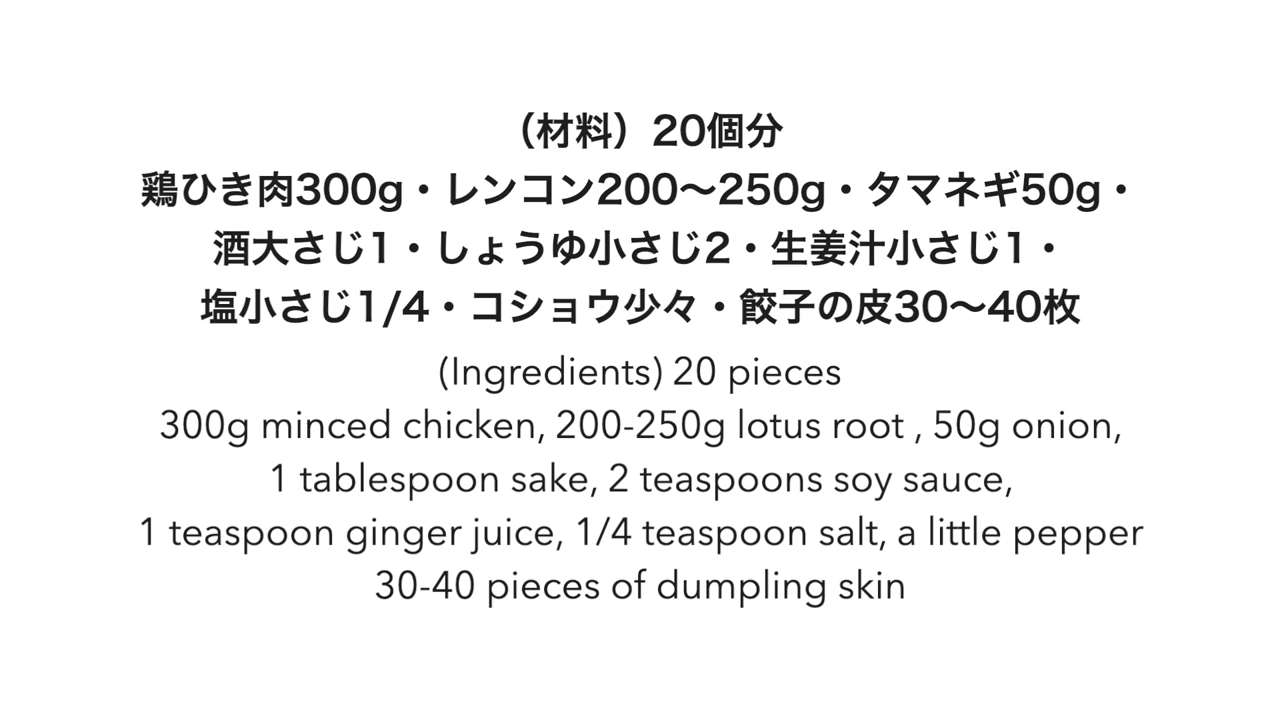 （材料）20個分
鶏ひき肉300g・レンコン200〜250g・タマネギ50g・
酒大さじ1・しょうゆ小さじ2・生姜汁小さじ1・
塩小さじ1/4・コショウ少々・餃子の皮30〜40枚
(Ingredients) 20 pieces
300g minced chicken, 200-250g lotus root , 50g onion,
1 tablespoon sake, 2 teaspoons soy sauce,
1 teaspoon ginger juice, 1/4 teaspoon salt, a little pepper
30-40 pieces of dumpling skin